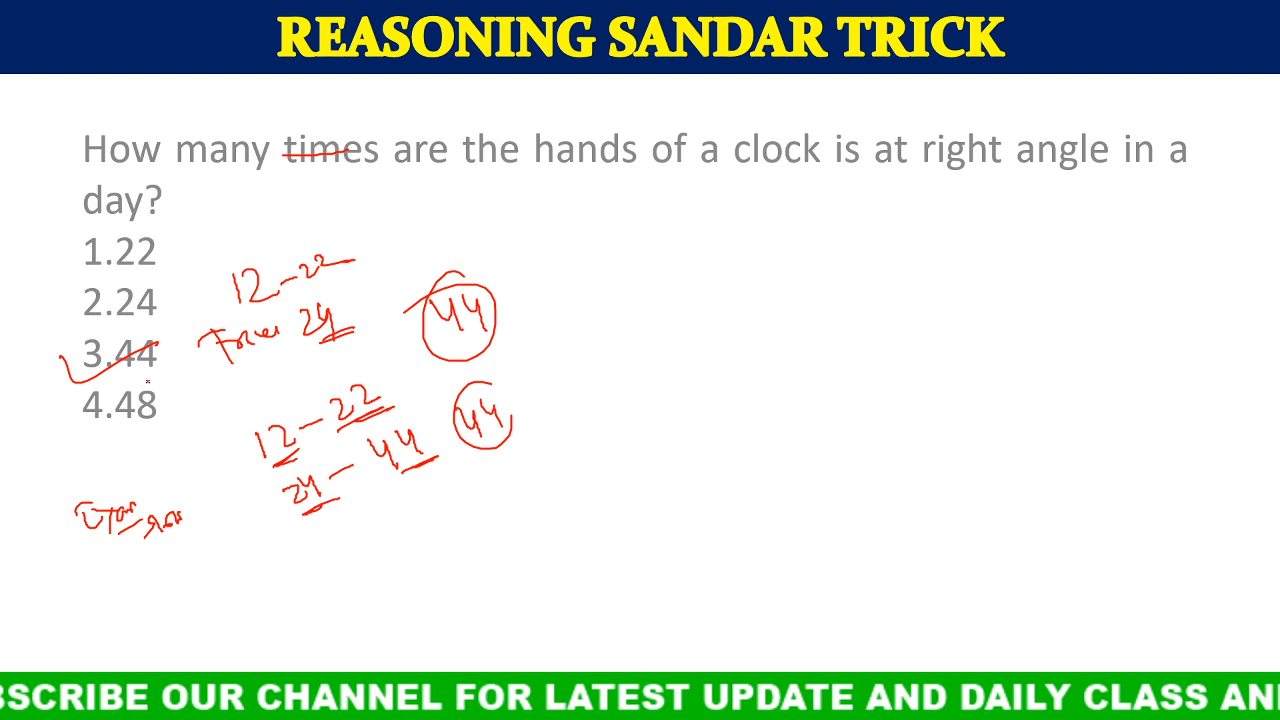 REASONING SANDAR TRICK
How many times are the hands of a clock is at right angle in a
day?
1.22
2.24
3.44
4.48
12-22
24
44
12-22
44
24-44
BSCRIBE OUR CHANNEL FOR LATEST UPDATE AND DAILY CLASS AN